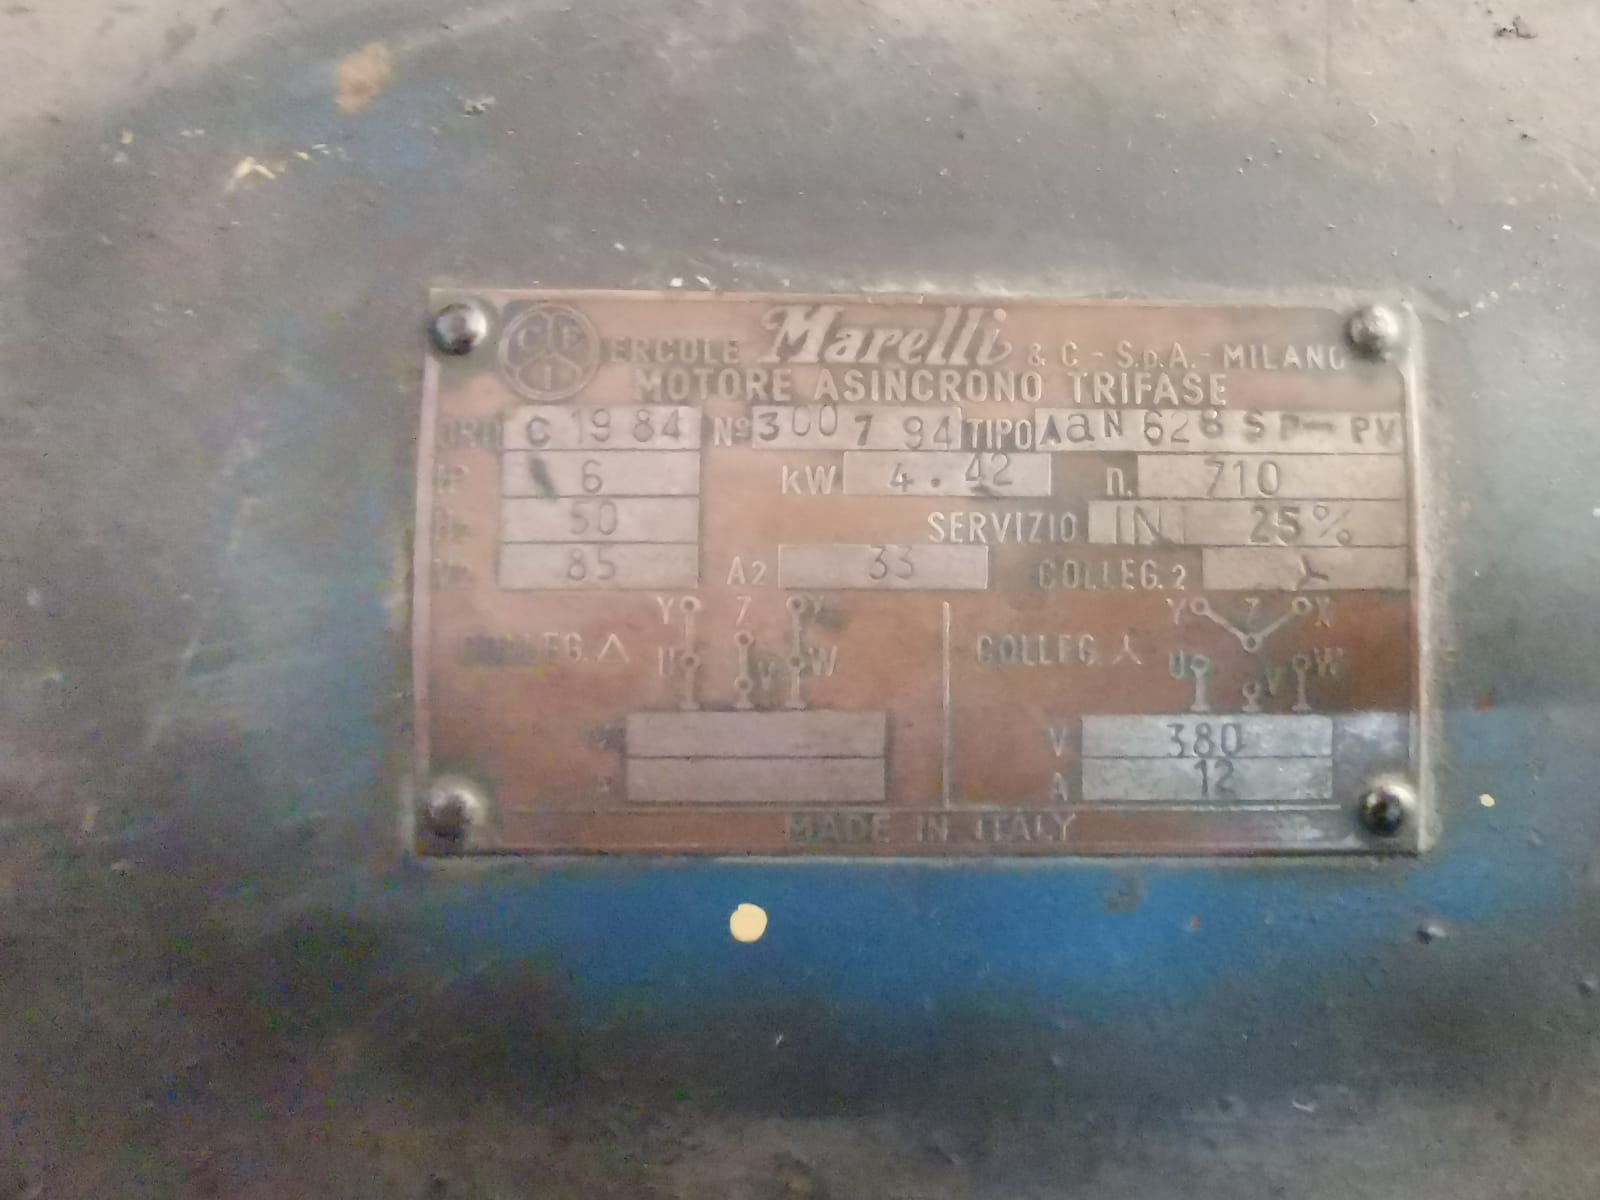 ERCOLE Marelli & C. - S.p.A. - MILANO
MOTORE ASINCRONO TRIFASE
C 19 84 Nº 300 7 94 TIPO AaN 628 SP - PV
6 kW 4.42 n. 710
50 SERVIZIO INT 25%
85 A2 33 COLLEG. 2 ⅄
Y Z X Y Z X
COLLEG. △ U V W COLLEG. ⅄ U V W
V 380
A 12
MADE IN ITALY